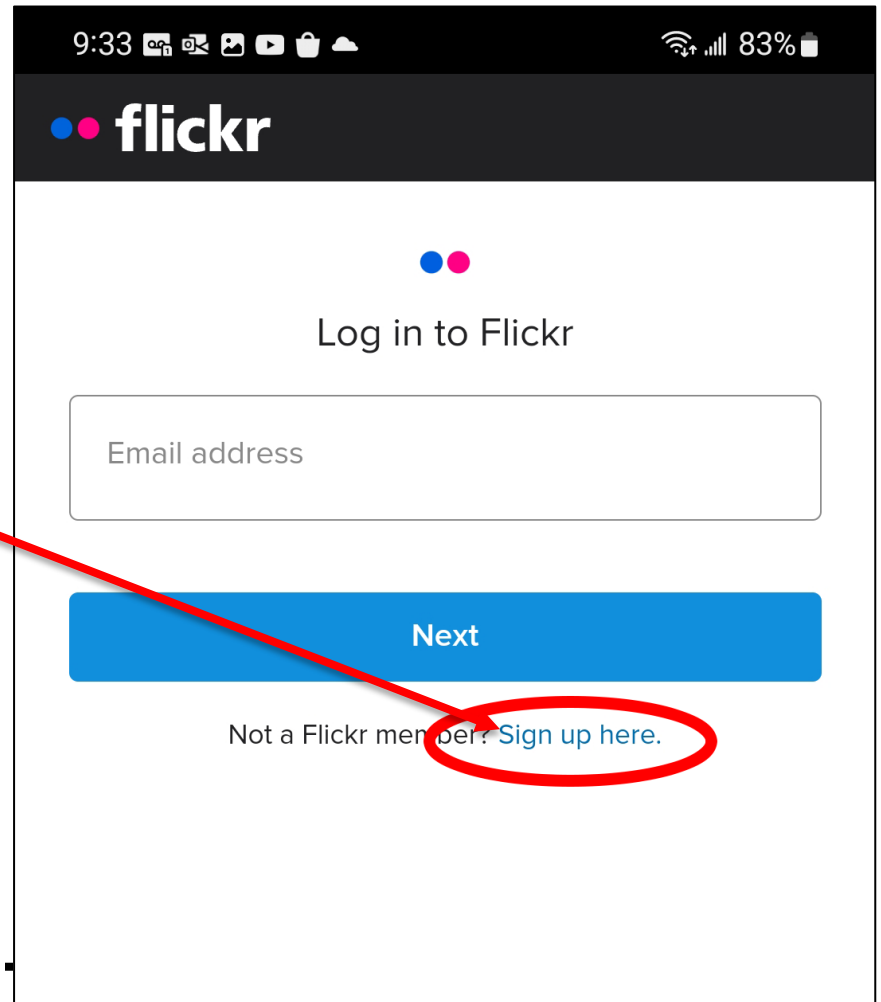 9:33 83%
flickr
Log in to Flickr
Email address
Next
Not a Flickr member? Sign up here.